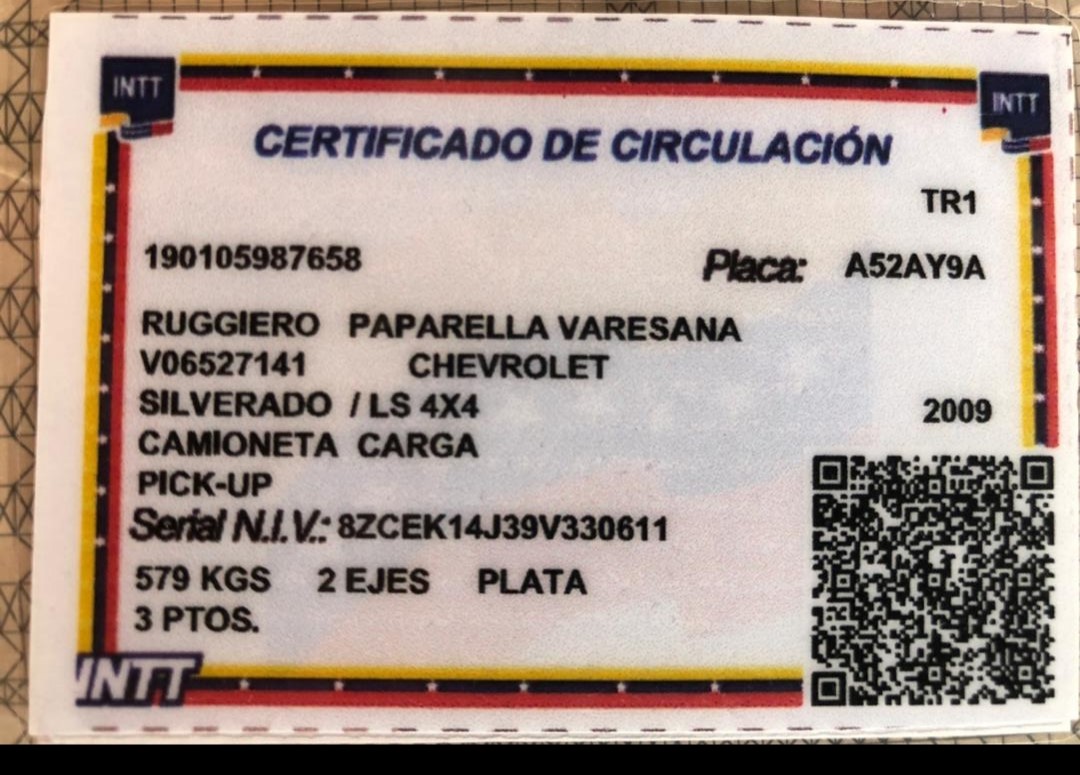 INTT
INTT
CERTIFICADO DE CIRCULACIÓN
TR1
190105987658 Placa: A52AY9A
RUGGIERO PAPARELLA VARESANA
V06527141 CHEVROLET
SILVERADO / LS 4X4 2009
CAMIONETA CARGA
PICK-UP
Serial N.I.V.: 8ZCEK14J39V330611
579 KGS 2 EJES PLATA
3 PTOS.
INTT